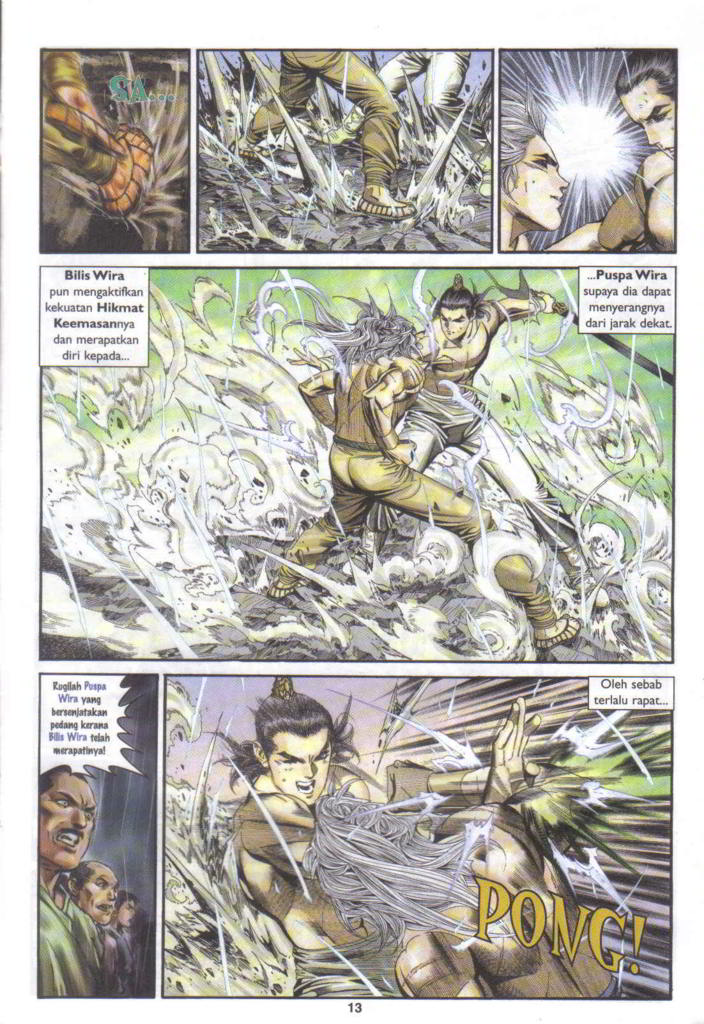 SA...
Bilis Wira
pun mengaktifkan
kekuatan Hikmat
Keemasannya
dan merapatkan
diri kepada...
...Puspa Wira
supaya dia dapat
menyerangnya
dari jarak dekat.
Rugilah Puspa
Wira yang
bersenjatakan
pedang kerana
Bilis Wira telah
merapatinya!
Oleh sebab
terlalu rapat...
PONG!
13